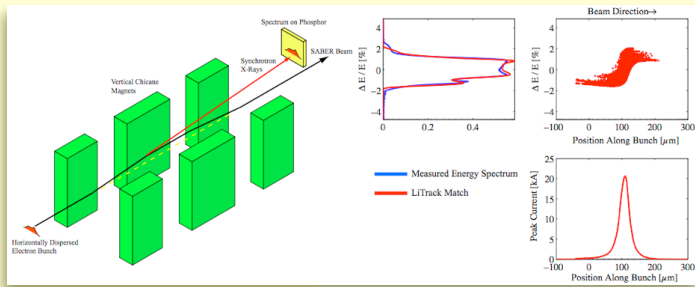 Spectrum on Phosphor
SABER Beam
Synchrotron
X-Rays
Vertical Chicane
Magnets
Horizontally Dispersed
Electron Bunch
Δ E / E [%]
4
2
0
-2
-4
0
0.2
0.4
Measured Energy Spectrum
LiTrack Match
Beam Direction→
Δ E / E [%]
4
2
0
-2
-4
-100
0
100
200
300
Position Along Bunch [μm]
Peak Current [kA]
25
20
15
10
5
0
-100
0
100
200
300
Position Along Bunch [μm]